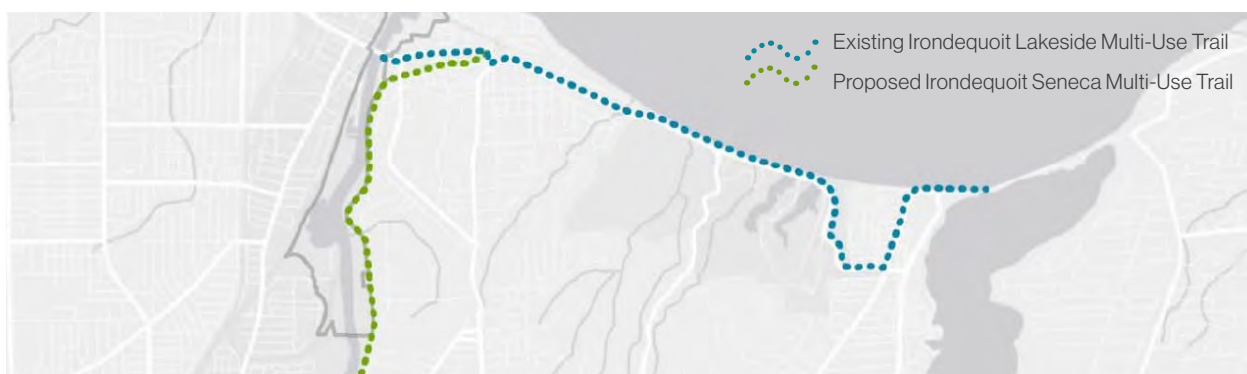 Existing Irondequoit Lakeside Multi-Use Trail
Proposed Irondequoit Seneca Multi-Use Trail